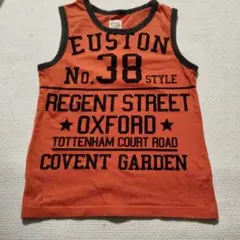 EUSTON
No. 38 STYLE
REGENT STREET
★ OXFORD ★
TOTTENHAM COURT ROAD
COVENT GARDEN